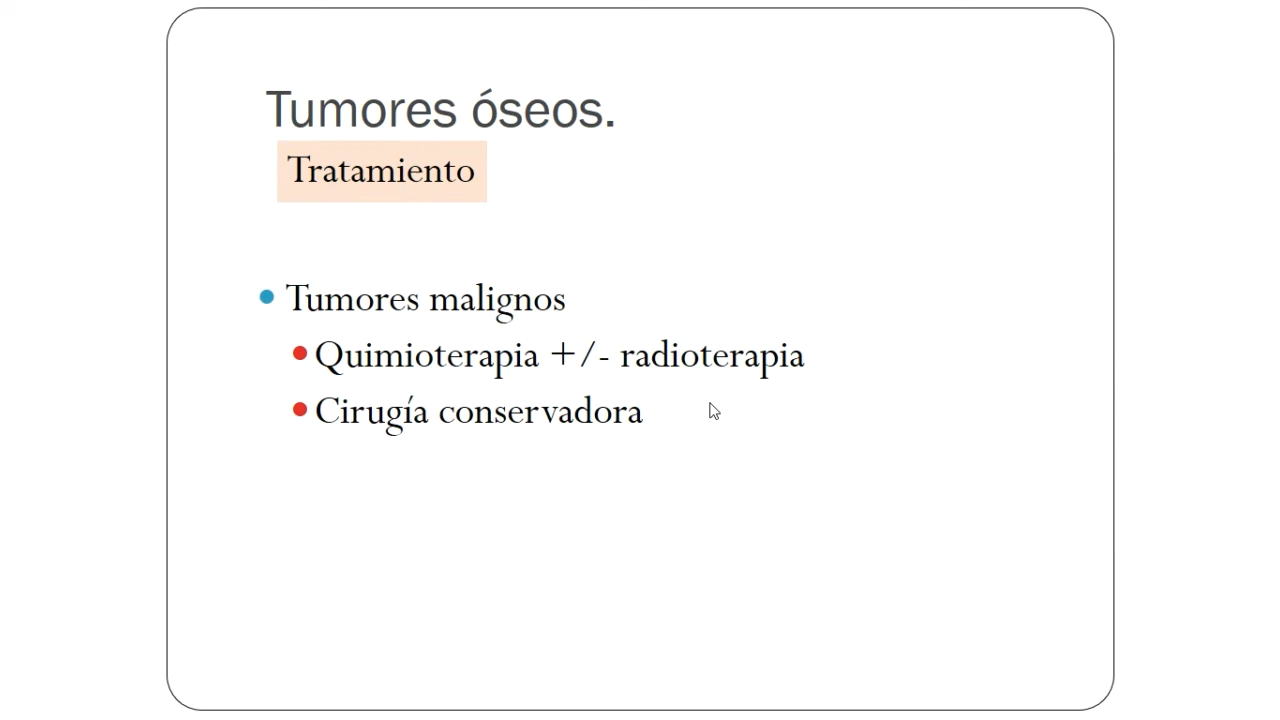 Tumores óseos.
Tratamiento
Tumores malignos
Quimioterapia +/- radioterapia
Cirugía conservadora